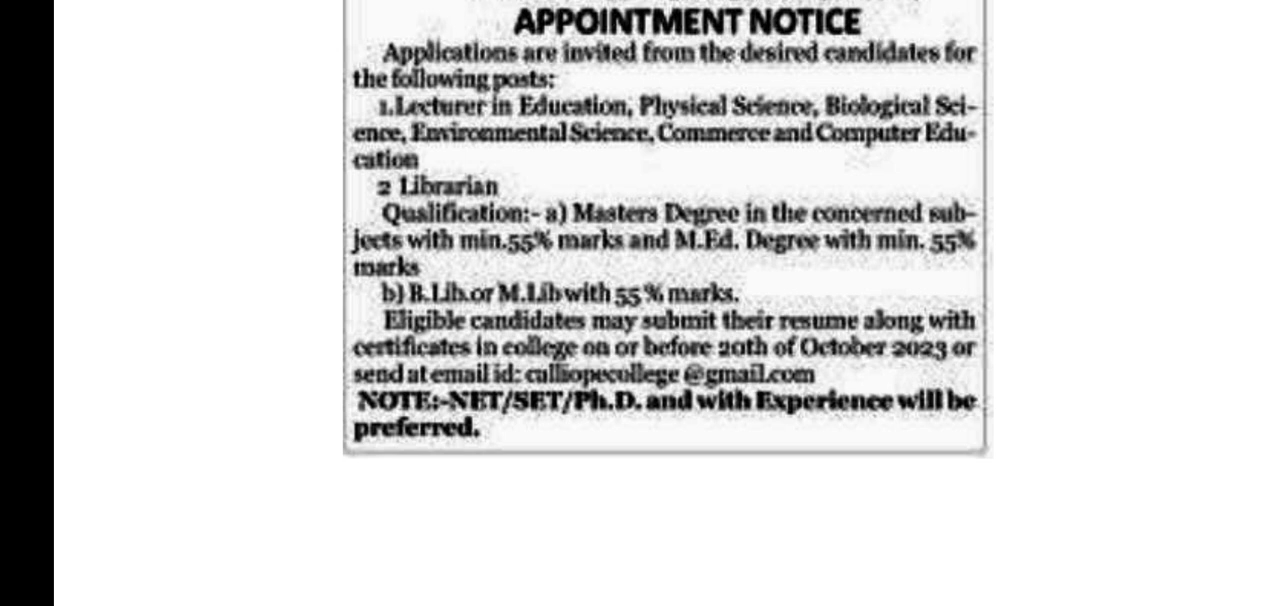 APPOINTMENT NOTICE
Applications are invited from the desired candidates for
the following posts:
1.Lecturer in Education, Physical Science, Biological Sci-
ence, Environmental Science, Commerce and Computer Edu-
cation
2 Librarian
Qualification:- a) Masters Degree in the concerned sub-
jects with min.55% marks and M.Ed. Degree with min. 55%
marks
b) B.Lib.or M.Lib with 55 % marks.
Eligible candidates may submit their resume along with
certificates in college on or before 20th of October 2023 or
send at email id: calliopecollege @gmail.com
NOTE:-NET/SET/Ph.D. and with Experience will be
preferred.